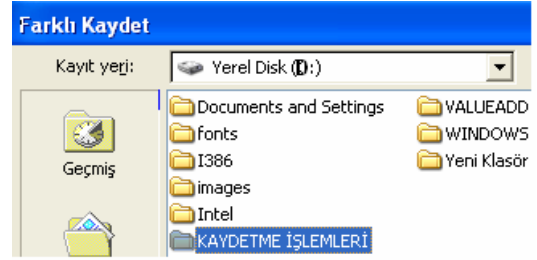 Farklı Kaydet
Kayıt yeri:
Yerel Disk (D:)
Geçmiş
Documents and Settings
fonts
I386
images
Intel
KAYDETME İŞLEMLERİ
VALUEADD
WINDOWS
Yeni Klasör